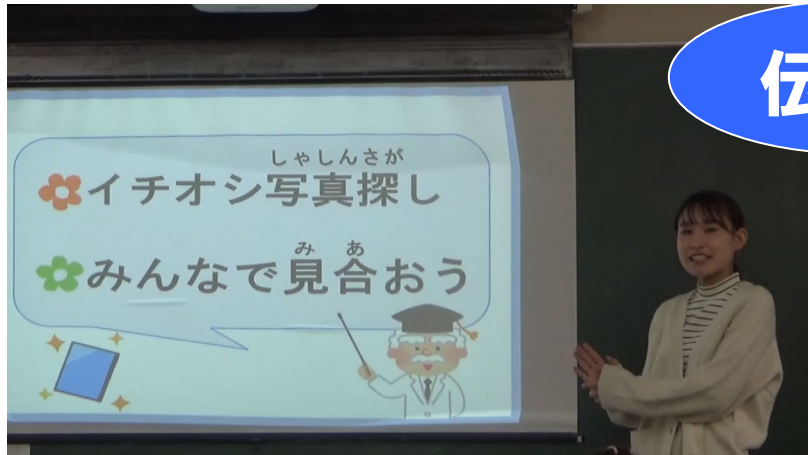 伝
しゃしんさが
イチオシ写真探し
み あ
みんなで見合おう